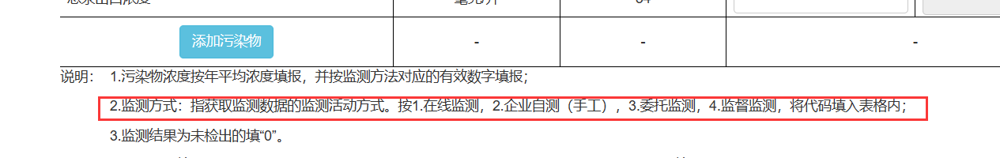 添加污染物 - - -
说明： 1.污染物浓度按年平均浓度填报，并按监测方法对应的有效数字填报；
2.监测方式：指获取监测数据的监测活动方式。按1.在线监测，2.企业自测（手工），3.委托监测，4.监督监测，将代码填入表格内；
3.监测结果为未检出的填“0”。